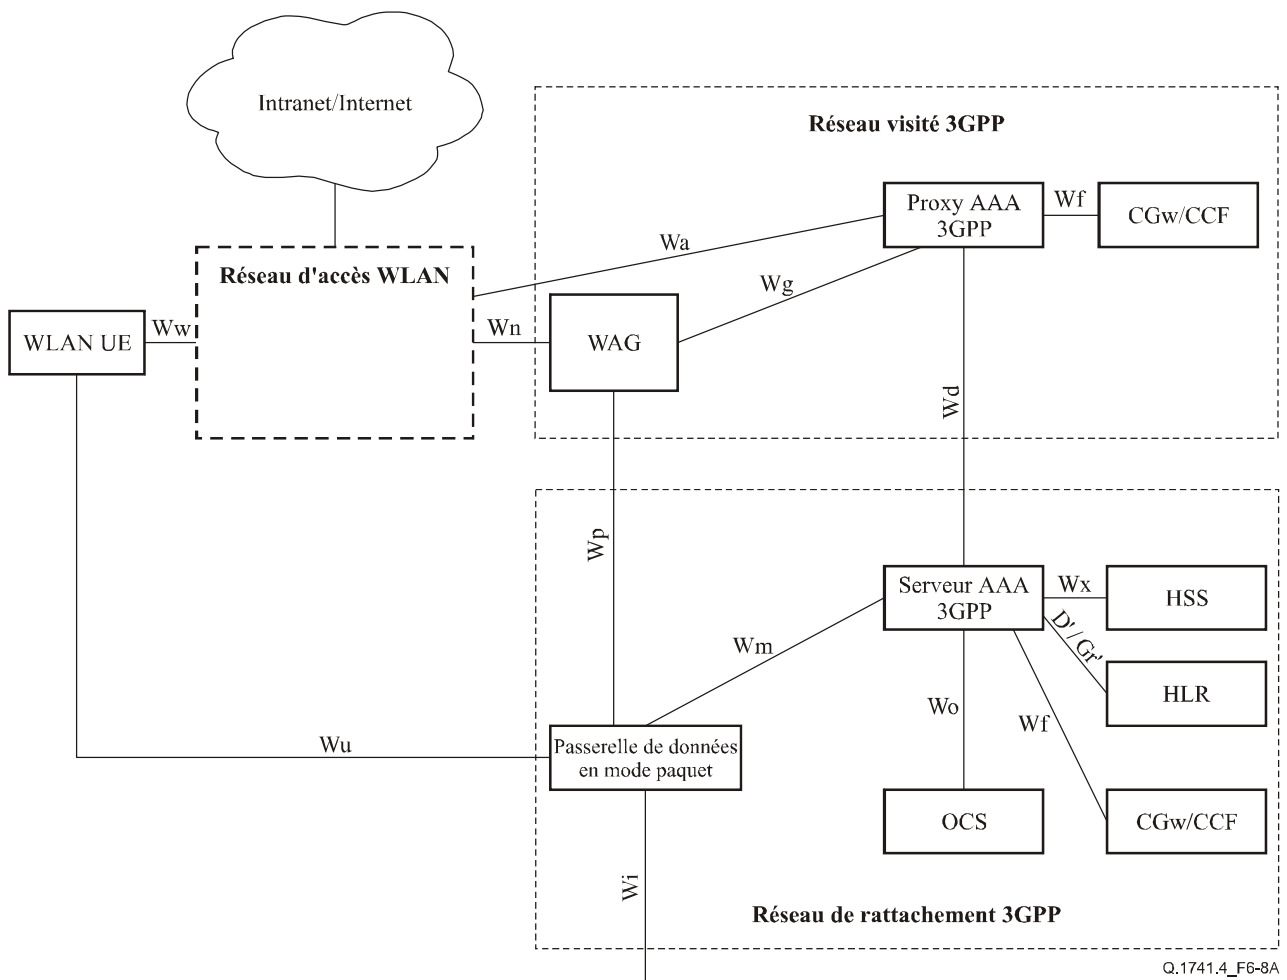 Intranet/Internet
Réseau visité 3GPP
Proxy AAA
3GPP
Wf
CGw/CCF
Wa
Réseau d'accès WLAN
Wg
WLAN UE
Ww
Wn
WAG
Wd
Wp
Serveur AAA
3GPP
Wx
HSS
D'/Gr'
HLR
Wm
Wo
Wf
Wu
Passerelle de données
en mode paquet
OCS
CGw/CCF
Wi
Réseau de rattachement 3GPP
Q.1741.4_F6-8A